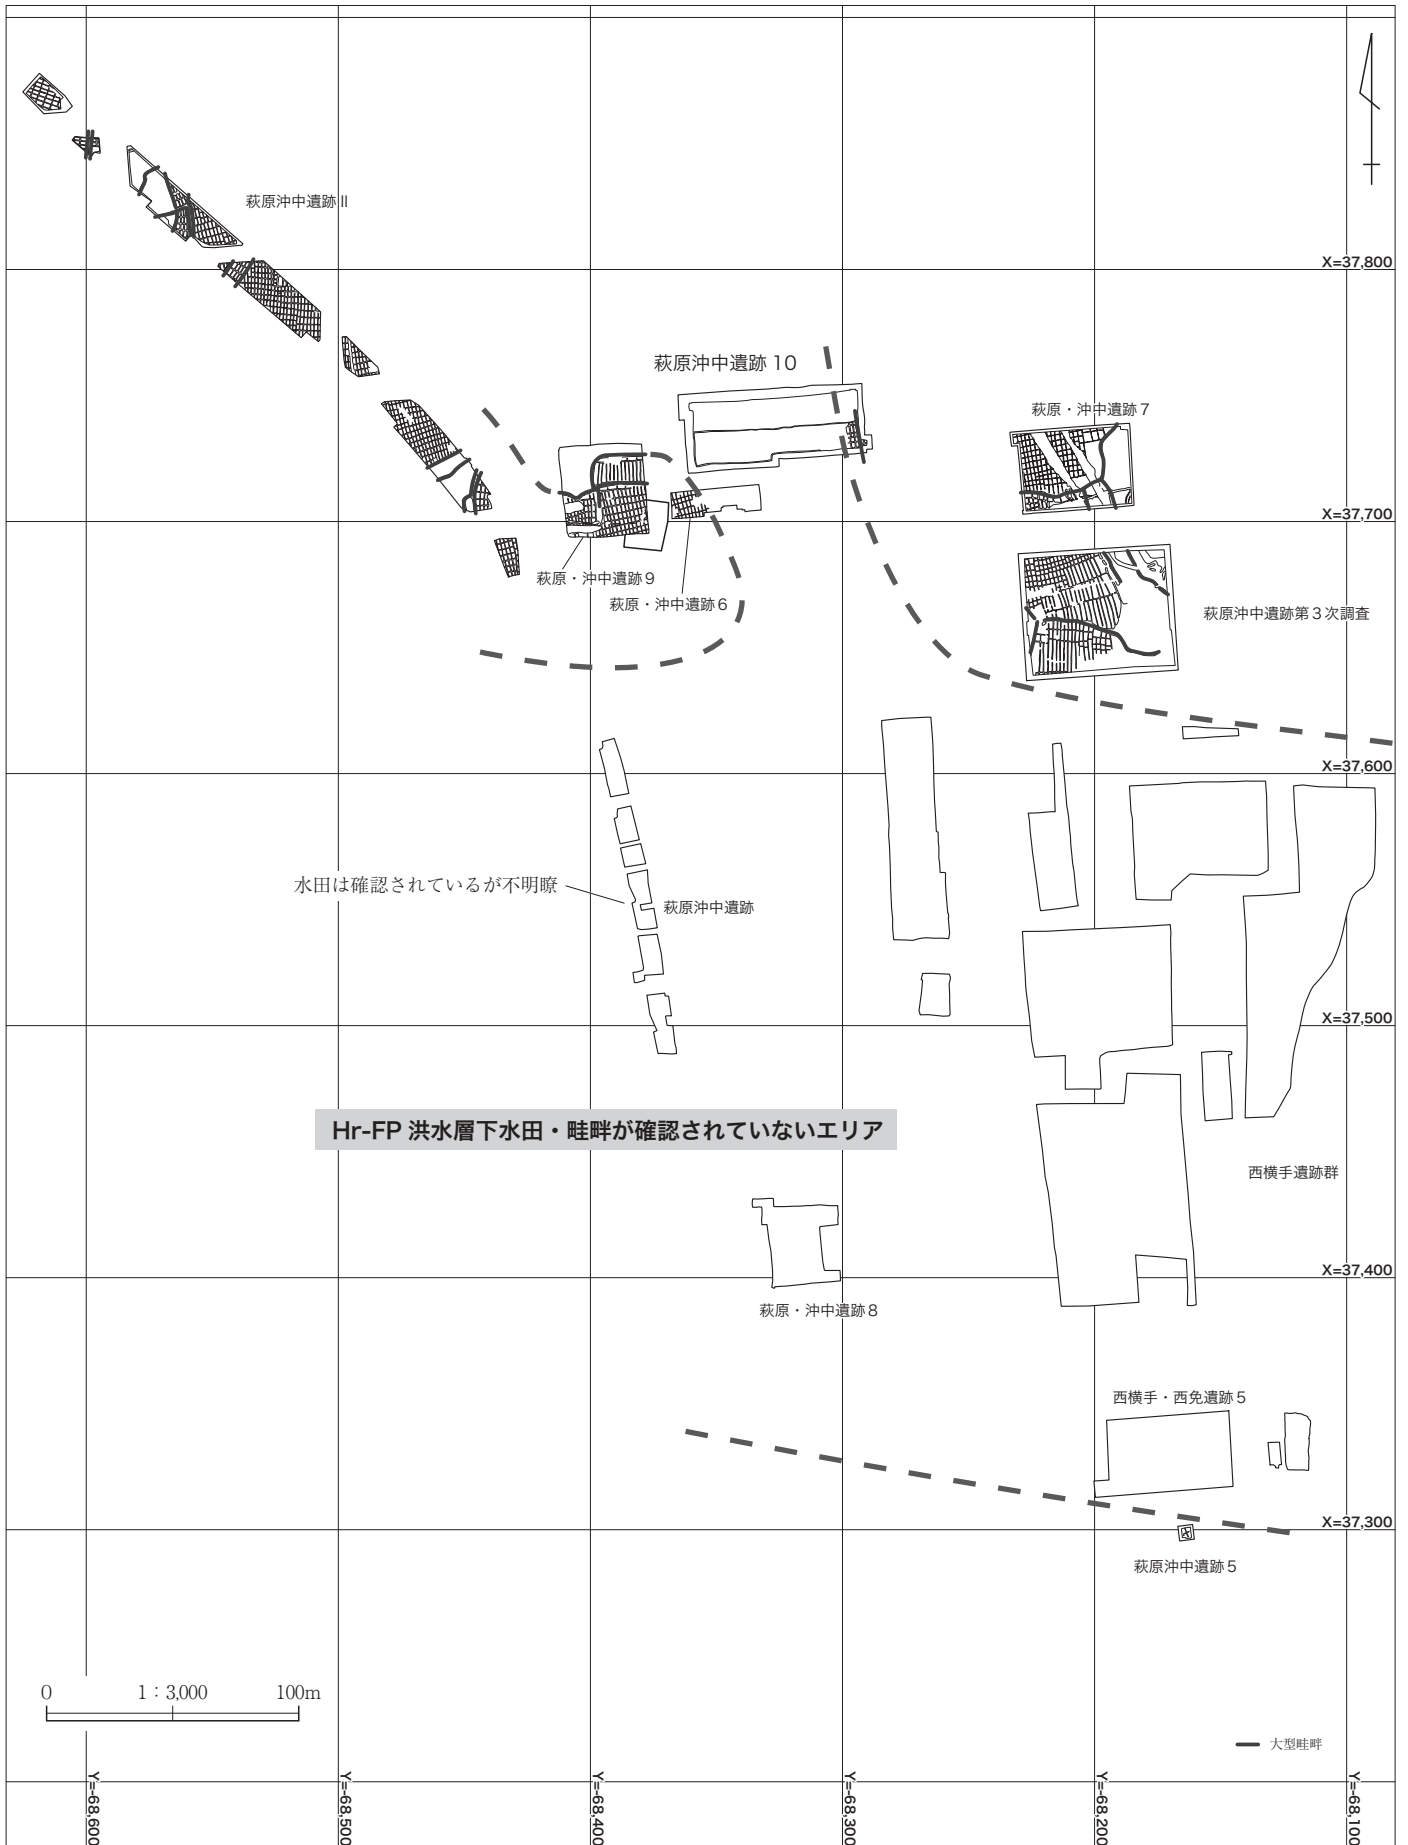 萩原沖中遺跡Ⅱ
X=37,800
萩原沖中遺跡 10
萩原・沖中遺跡7
X=37,700
萩原・沖中遺跡9
萩原・沖中遺跡6
萩原沖中遺跡第3次調査
X=37,600
水田は確認されているが不明瞭
萩原沖中遺跡
X=37,500
Hr-FP 洪水層下水田・畦畔が確認されていないエリア
西横手遺跡群
X=37,400
萩原・沖中遺跡8
西横手・西免遺跡5
X=37,300
萩原沖中遺跡5
0 1:3,000 100m
大型畦畔
Y=-68,600
Y=-68,500
Y=-68,400
Y=-68,300
Y=-68,200
Y=-68,100